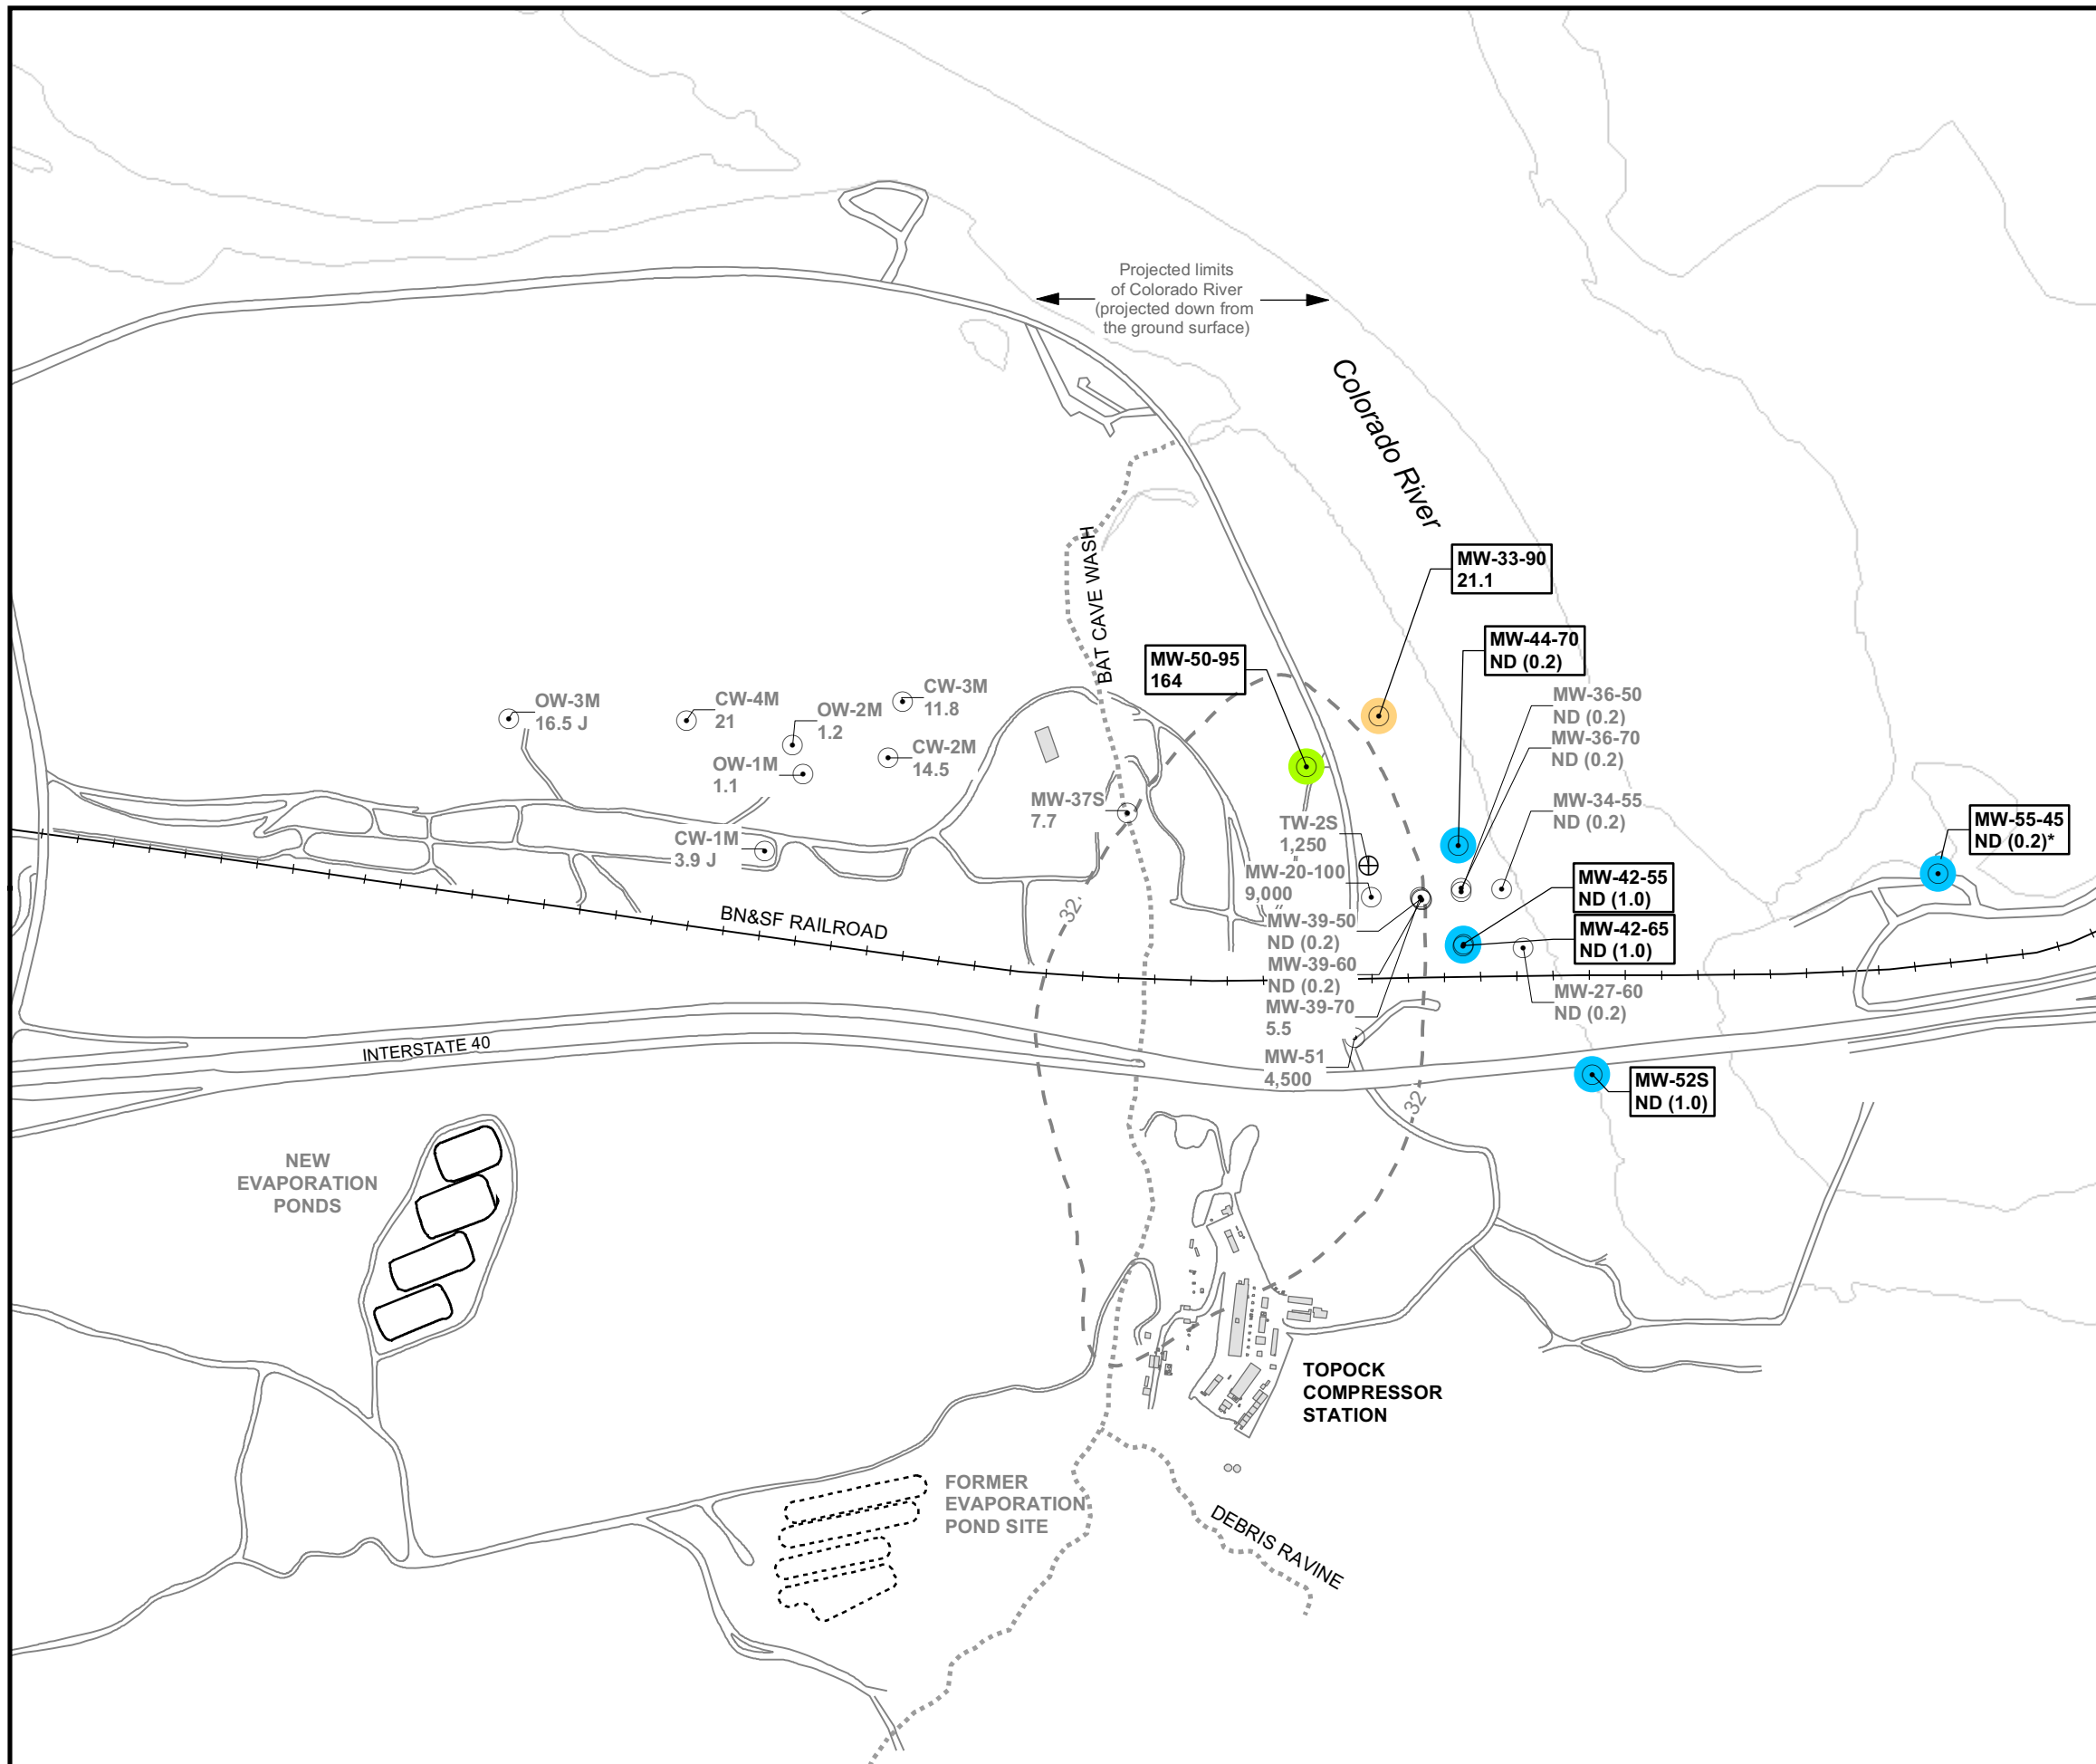 Projected limits
of Colorado River
(projected down from
the ground surface)
Colorado River
MW-33-90
21.1
BAT CAVE WASH
MW-44-70
ND (0.2)
MW-50-95
164
MW-36-50
ND (0.2)
MW-36-70
ND (0.2)
OW-3M
16.5 J
CW-4M
21
OW-2M
1.2
CW-3M
11.8
CW-2M
14.5
OW-1M
1.1
MW-37S
7.7
MW-34-55
ND (0.2)
MW-55-45
ND (0.2)*
CW-1M
3.9 J
TW-2S
1,250
MW-20-100
9,000
MW-42-55
ND (1.0)
32
BN&SF RAILROAD
MW-39-50
ND (0.2)
MW-42-65
ND (1.0)
MW-39-60
ND (0.2)
MW-39-70
5.5
MW-27-60
ND (0.2)
INTERSTATE 40
MW-51
4,500
MW-52S
ND (1.0)
32
NEW
EVAPORATION
PONDS
TOPOCK
COMPRESSOR
STATION
FORMER
EVAPORATION
POND SITE
DEBRIS RAVINE